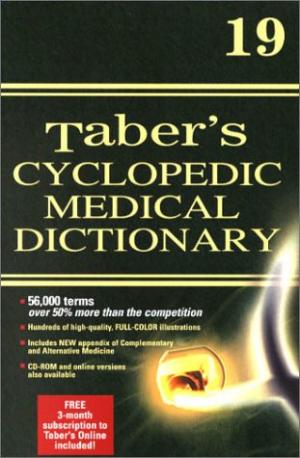 19
Taber's
CYCLOPEDIC
MEDICAL
DICTIONARY
56,000 terms
over 50% more than the competition
Hundreds of high-quality, FULL-COLOR illustrations
Includes NEW appendix of Complementary
and Alternative Medicine
CD-ROM and online versions
also available
FREE
3-month
subscription to
Taber's Online
included!